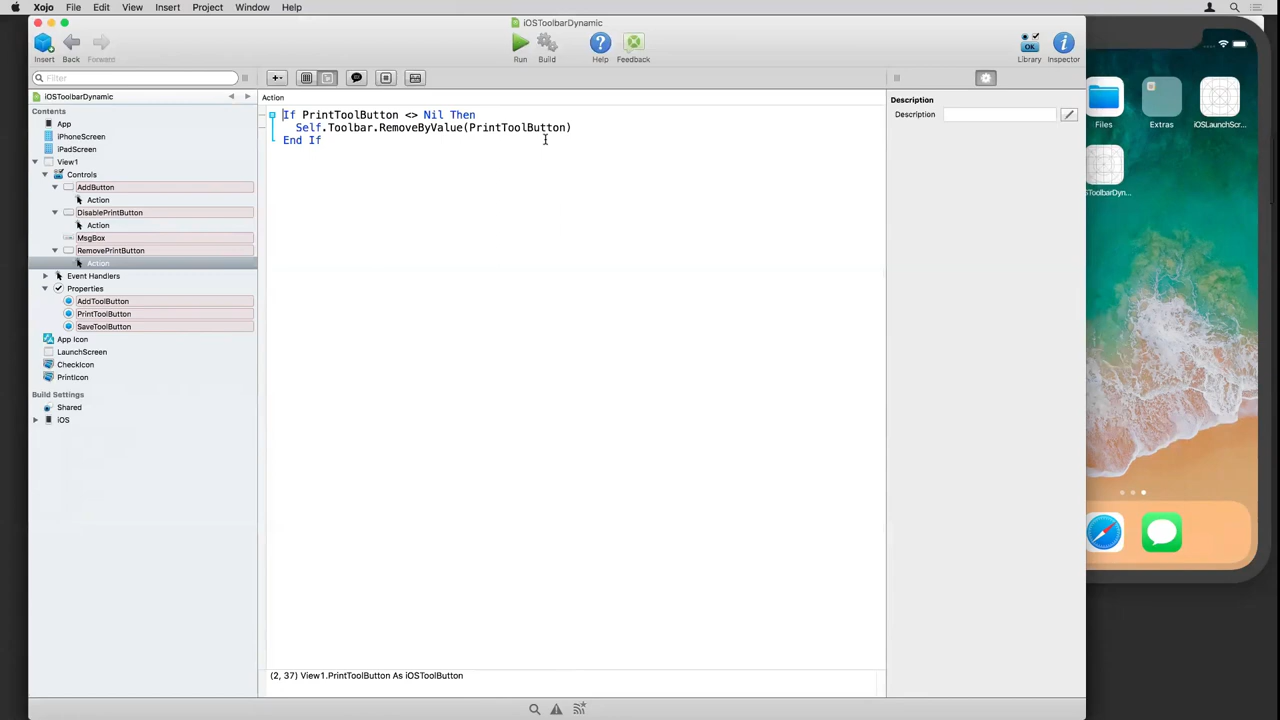 Xojo File Edit View Insert Project Window Help
iOSToolbarDynamic
Insert Back Forward Run Build Help Feedback Library Inspector
OK
Filter
iOSToolbarDynamic
Contents
App
iPhoneScreen
iPadScreen
View1
Controls
AddButton
Action
DisablePrintButton
Action
MsgBox
RemovePrintButton
Action
Event Handlers
Properties
AddToolButton
PrintToolButton
SaveToolButton
App Icon
LaunchScreen
CheckIcon
PrintIcon
Build Settings
Shared
iOS
Action
If PrintToolButton <> Nil Then
Self.Toolbar.RemoveByValue(PrintToolButton)
End If
(2, 37) View1.PrintToolButton As iOSToolButton
Description
Description
Files Extras iOSLaunchScr...
SToolbarDyn...